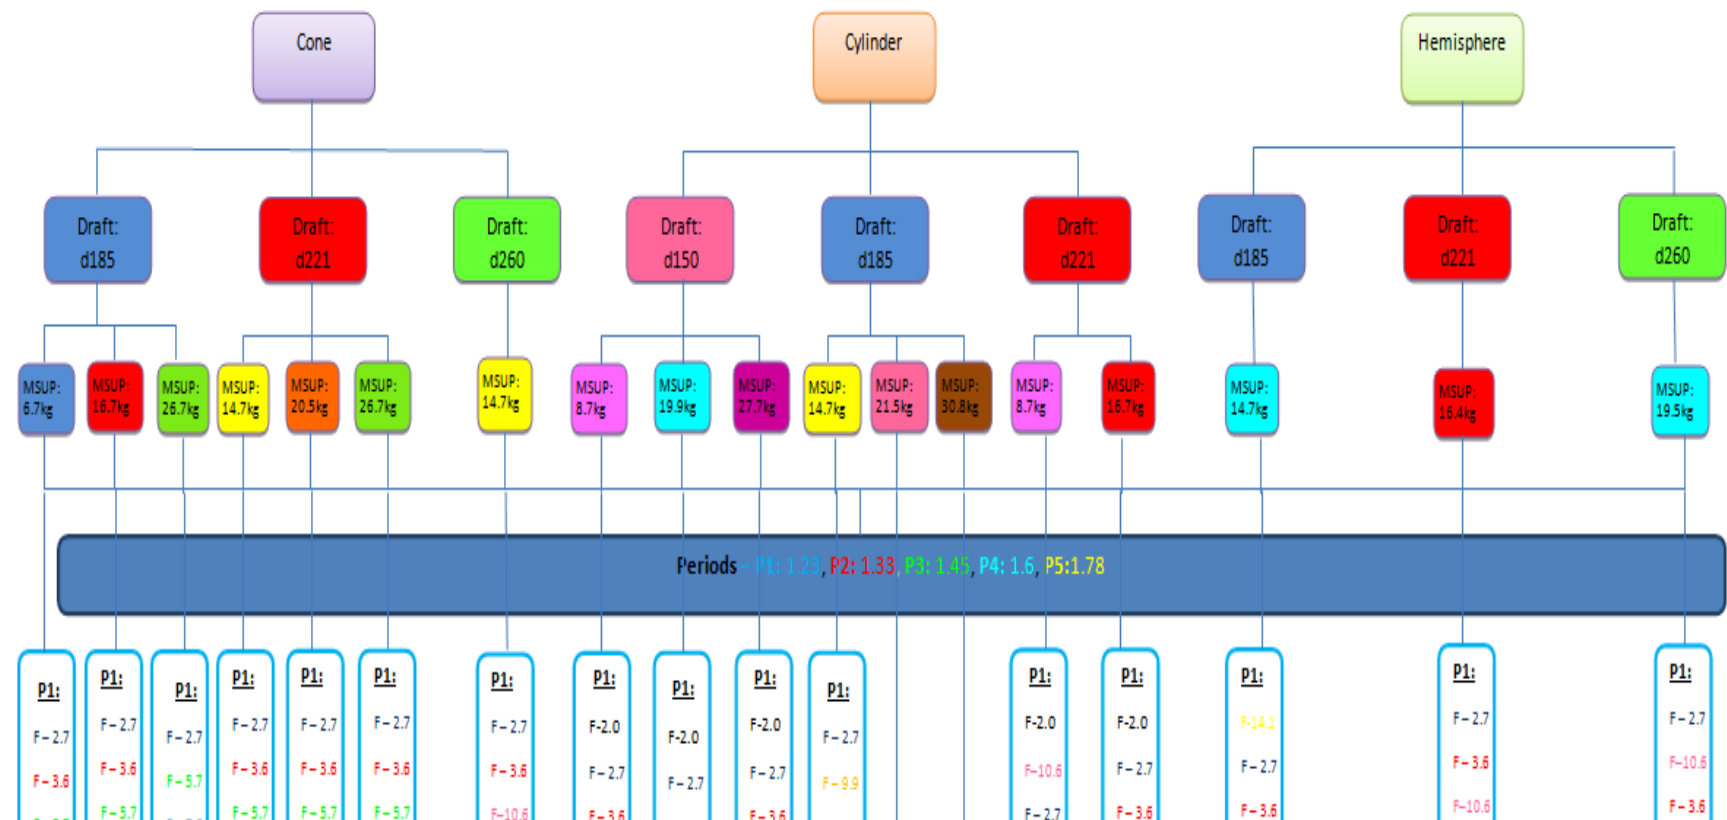 Cone
Cylinder
Hemisphere
Draft:
d185
Draft:
d221
Draft:
d260
Draft:
d150
Draft:
d185
Draft:
d221
Draft:
d185
Draft:
d221
Draft:
d260
MSUP:
6.7kg
MSUP:
16.7kg
MSUP:
26.7kg
MSUP:
14.7kg
MSUP:
20.5kg
MSUP:
26.7kg
MSUP:
14.7kg
MSUP:
8.7kg
MSUP:
19.9kg
MSUP:
27.7kg
MSUP:
14.7kg
MSUP:
21.5kg
MSUP:
30.8kg
MSUP:
8.7kg
MSUP:
16.7kg
MSUP:
14.7kg
MSUP:
16.4kg
MSUP:
19.5kg
Periods – P1: 1.23, P2: 1.33, P3: 1.45, P4: 1.6, P5:1.78
P1:
F – 2.7
F – 3.6
P1:
F – 2.7
F – 3.6
F – 5.7
P1:
F – 2.7
F – 5.7
P1:
F – 2.7
F – 3.6
F – 5.7
P1:
F – 2.7
F – 3.6
F – 5.7
P1:
F – 2.7
F – 3.6
F – 5.7
P1:
F – 2.7
F – 3.6
F–10.6
P1:
F-2.0
F – 2.7
F – 3.6
P1:
F-2.0
F – 2.7
P1:
F-2.0
F – 2.7
F – 3.6
P1:
F – 2.7
F – 9.9
P1:
F-2.0
F–10.6
F – 2.7
P1:
F-2.0
F – 2.7
F – 3.6
P1:
F-14.1
F – 2.7
F – 3.6
P1:
F – 2.7
F – 3.6
F–10.6
P1:
F – 2.7
F–10.6
F – 3.6